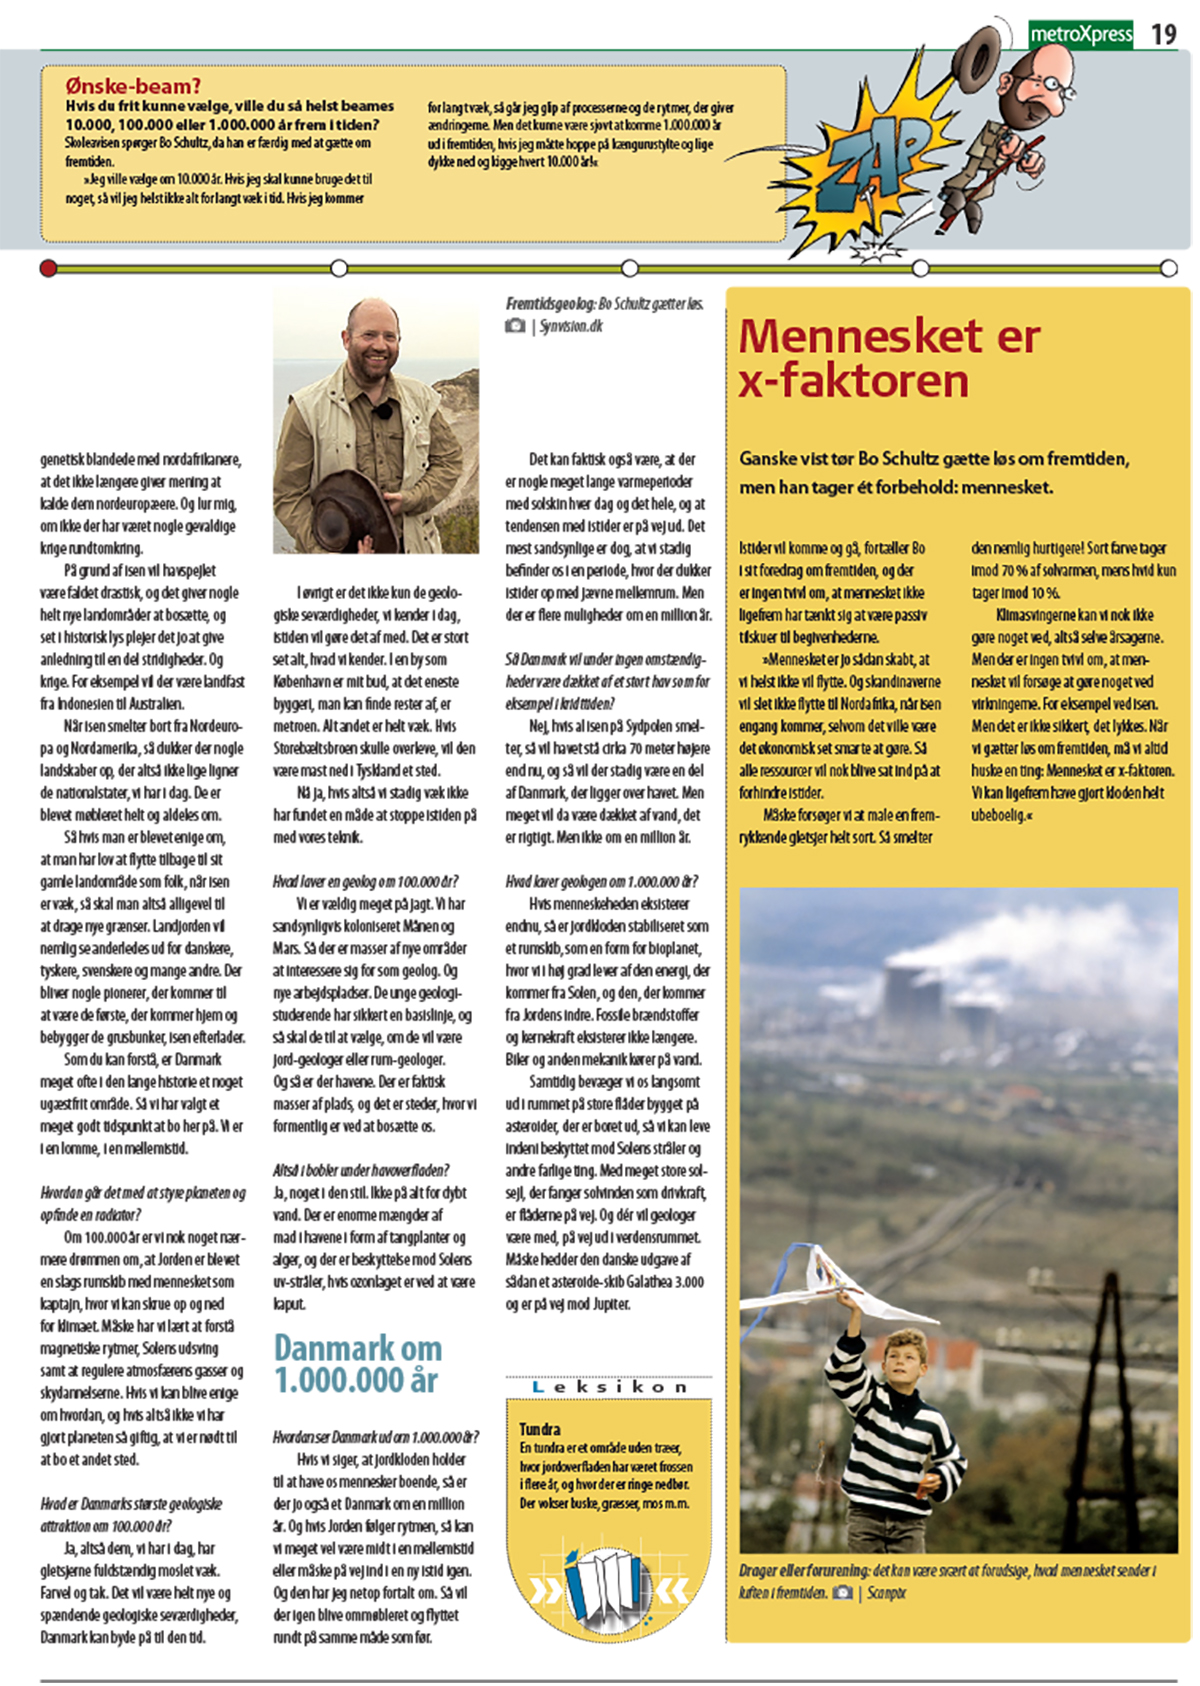 metroXpress 19
Ønske-beam?
Hvis du frit kunne vælge, ville du så helst beames
10.000, 100.000 eller 1.000.000 år frem i tiden?
Skoleavisen spørger Bo Schultz, da han er færdig med at gætte om
fremtiden.
»Jeg ville vælge om 10.000 år. Hvis jeg skal kunne bruge det til
noget, så vil jeg helst ikke alt for langt væk i tid. Hvis jeg kommer
for langt væk, så går jeg glip af processerne og de rytmer, der giver
ændringerne. Men det kunne være sjovt at komme 1.000.000 år
ud i fremtiden, hvis jeg måtte hoppe på kængurustylte og lige
dykke ned og kigge hvert 10.000 år!«
ZAP
genetisk blandede med nordafrikanere,
at det ikke længere giver mening at
kalde dem nordeuropæere. Og lur mig,
om ikke der har været nogle gevaldige
krige rundtomkring.
På grund af isen vil havspejlet
være faldet drastisk, og det giver nogle
helt nye landområder at bosætte, og
set i historisk lys plejer det jo at give
anledning til en del stridigheder. Og
krige. For eksempel vil der være landfast
fra Indonesien til Australien.
Når isen smelter bort fra Nordeuro-
pa og Nordamerika, så dukker der nogle
landskaber op, der altså ikke lige ligner
de nationalstater, vi har i dag. De er
blevet møbleret helt og aldeles om.
Så hvis man er blevet enige om,
at man har lov at flytte tilbage til sit
gamle landområde som folk, når isen
er væk, så skal man altså alligevel til
at drage nye grænser. Landjorden vil
nemlig se anderledes ud for danskere,
tyskere, svenskere og mange andre. Der
bliver nogle pionerer, der kommer til
at være de første, der kommer hjem og
bebygger de grusbunker, isen efterlader.
Som du kan forstå, er Danmark
meget ofte i den lange historie et noget
ugæstfrit område. Så vi har valgt et
meget godt tidspunkt at bo her på. Vi er
i en lomme, i en mellemistid.
Hvordan går det med at styre planeten og
opfinde en radiator?
Om 100.000 år er vi nok noget nær-
mere drømmen om, at Jorden er blevet
en slags rumskib med mennesket som
kaptajn, hvor vi kan skrue op og ned
for klimaet. Måske har vi lært at forstå
magnetiske rytmer, Solens udsving
samt at regulere atmosfærens gasser og
skydannelserne. Hvis vi kan blive enige
om hvordan, og hvis altså ikke vi har
gjort planeten så giftig, at vi er nødt til
at bo et andet sted.
Hvad er Danmarks største geologiske
attraktion om 100.000 år?
Ja, altså dem, vi har i dag, har
gletsjerne fuldstændig moslet væk.
Farvel og tak. Det vil være helt nye og
spændende geologiske seværdigheder,
Danmark kan byde på til den tid.
I øvrigt er det ikke kun de geolo-
giske seværdigheder, vi kender i dag,
istiden vil gøre det af med. Det er stort
set alt, hvad vi kender. I en by som
København er mit bud, at det eneste
byggeri, man kan finde rester af, er
metroen. Alt andet er helt væk. Hvis
Storebæltsbroen skulle overleve, vil den
være mast ned i Tyskland et sted.
Nå ja, hvis altså vi stadig væk ikke
har fundet en måde at stoppe istiden på
med vores teknik.
Hvad laver en geolog om 100.000 år?
Vi er vældig meget på jagt. Vi har
sandsynligvis koloniseret Månen og
Mars. Så der er masser af nye områder
at interessere sig for som geolog. Og
nye arbejdspladser. De unge geologi-
studerende har sikkert en basislinje, og
så skal de til at vælge, om de vil være
jord-geologer eller rum-geologer.
Og så er der havene. Der er faktisk
masser af plads, og det er steder, hvor vi
formentlig er ved at bosætte os.
Altså i bobler under havoverfladen?
Ja, noget i den stil. Ikke på alt for dybt
vand. Der er enorme mængder af
mad i havene i form af tangplanter og
alger, og der er beskyttelse mod Solens
uv-stråler, hvis ozonlaget er ved at være
kaput.
Danmark om
1.000.000 år
Hvordan ser Danmark ud om 1.000.000 år?
Hvis vi siger, at jordkloden holder
til at have os mennesker boende, så er
der jo også et Danmark om en million
år. Og hvis Jorden følger rytmen, så kan
vi meget vel være midt i en mellemistid
eller måske på vej ind i en ny istid igen.
Og den har jeg netop fortalt om. Så vil
der igen blive ommøbleret og flyttet
rundt på samme måde som før.
Fremtidsgeolog: Bo Schultz gætter løs.
| Synvision.dk
Det kan faktisk også være, at der
er nogle meget lange varmeperioder
med solskin hver dag og det hele, og at
tendensen med istider er på vej ud. Det
mest sandsynlige er dog, at vi stadig
befinder os i en periode, hvor der dukker
istider op med jævne mellemrum. Men
der er flere muligheder om en million år.
Så Danmark vil under ingen omstændig-
heder være dækket af et stort hav som for
eksempel i kridttiden?
Nej, hvis al isen på Sydpolen smel-
ter, så vil havet stå cirka 70 meter højere
end nu, og så vil der stadig være en del
af Danmark, der ligger over havet. Men
meget vil da være dækket af vand, det
er rigtigt. Men ikke om en million år.
Hvad laver geologen om 1.000.000 år?
Hvis menneskeheden eksisterer
endnu, så er jordkloden stabiliseret som
et rumskib, som en form for bioplanet,
hvor vi i høj grad lever af den energi, der
kommer fra Solen, og den, der kommer
fra Jordens indre. Fossile brændstoffer
og kernekraft eksisterer ikke længere.
Biler og anden mekanik kører på vand.
Samtidig bevæger vi os langsomt
ud i rummet på store flåder bygget på
asteroider, der er boret ud, så vi kan leve
indeni beskyttet mod Solens stråler og
andre farlige ting. Med meget store sol-
sejl, der fanger solvinden som drivkraft,
er flåderne på vej. Og dér vil geologer
være med, på vej ud i verdensrummet.
Måske hedder den danske udgave af
sådan et asteroide-skib Galathea 3.000
og er på vej mod Jupiter.
Leksikon
Tundra
En tundra er et område uden træer,
hvor jordoverfladen har været frossen
i flere år, og hvor der er ringe nedbør.
Der vokser buske, græsser, mos m.m.
Mennesket er
x-faktoren
Ganske vist tør Bo Schultz gætte løs om fremtiden,
men han tager ét forbehold: mennesket.
Istider vil komme og gå, fortæller Bo
i sit foredrag om fremtiden, og der
er ingen tvivl om, at mennesket ikke
ligefrem har tænkt sig at være passiv
tilskuer til begivenhederne.
»Mennesket er jo sådan skabt, at
vi helst ikke vil flytte. Og skandinaverne
vil slet ikke flytte til Nordafrika, når isen
engang kommer, selvom det ville være
det økonomisk set smarte at gøre. Så
alle ressourcer vil nok blive sat ind på at
forhindre istider.
Måske forsøger vi at male en frem-
rykkende gletsjer helt sort. Så smelter
den nemlig hurtigere! Sort farve tager
imod 70 % af solvarmen, mens hvid kun
tager imod 10 %.
Klimasvingerne kan vi nok ikke
gøre noget ved, altså selve årsagerne.
Men der er ingen tvivl om, at men-
nesket vil forsøge at gøre noget ved
virkningerne. For eksempel ved isen.
Men det er ikke sikkert, det lykkes. Når
vi gætter løs om fremtiden, må vi altid
huske en ting: Mennesket er x-faktoren.
Vi kan ligefrem have gjort kloden helt
ubeboelig.«
Drager eller forurening: det kan være svært at forudsige, hvad mennesket sender i
luften i fremtiden. | Scanpix